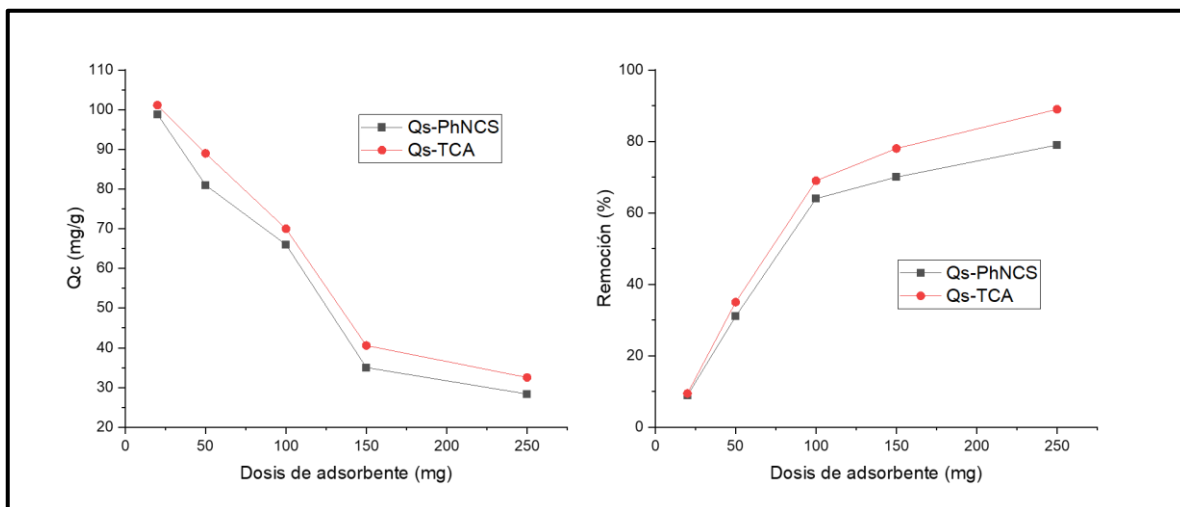 110
100
90
80
70
60
50
40
30
20
Qc (mg/g)
Qs-PhNCS
Qs-TCA
0 50 100 150 200 250
Dosis de adsorbente (mg)
100
80
60
40
20
0
Remoción (%)
Qs-PhNCS
Qs-TCA
0 50 100 150 200 250
Dosis de adsorbente (mg)